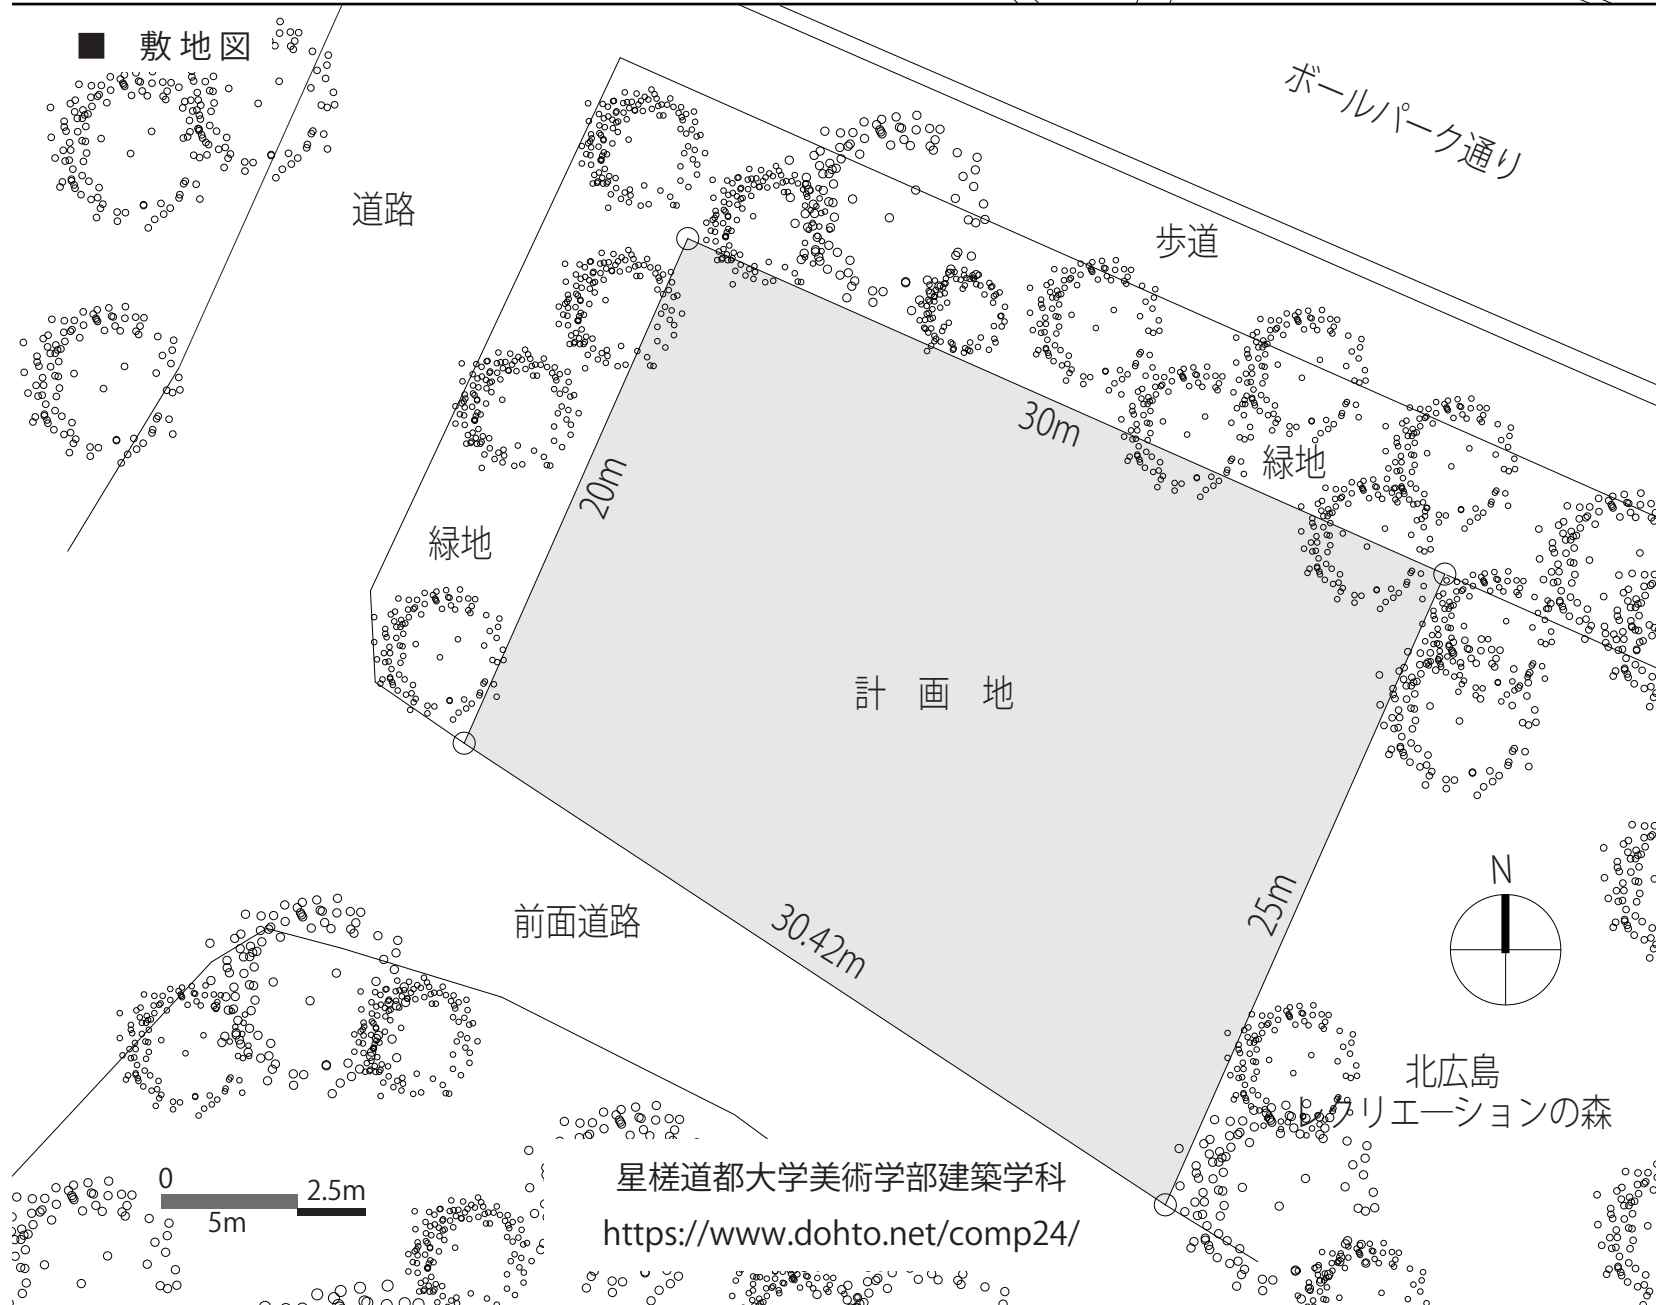 ■ 敷地図
ボールパーク通り
道路
歩道
30m
緑地
20m
緑地
計 画 地
N
25m
前面道路
30.42m
北広島
レクリエーションの森
0
2.5m
5m
星槎道都大学美術学部建築学科
https://www.dohto.net/comp24/